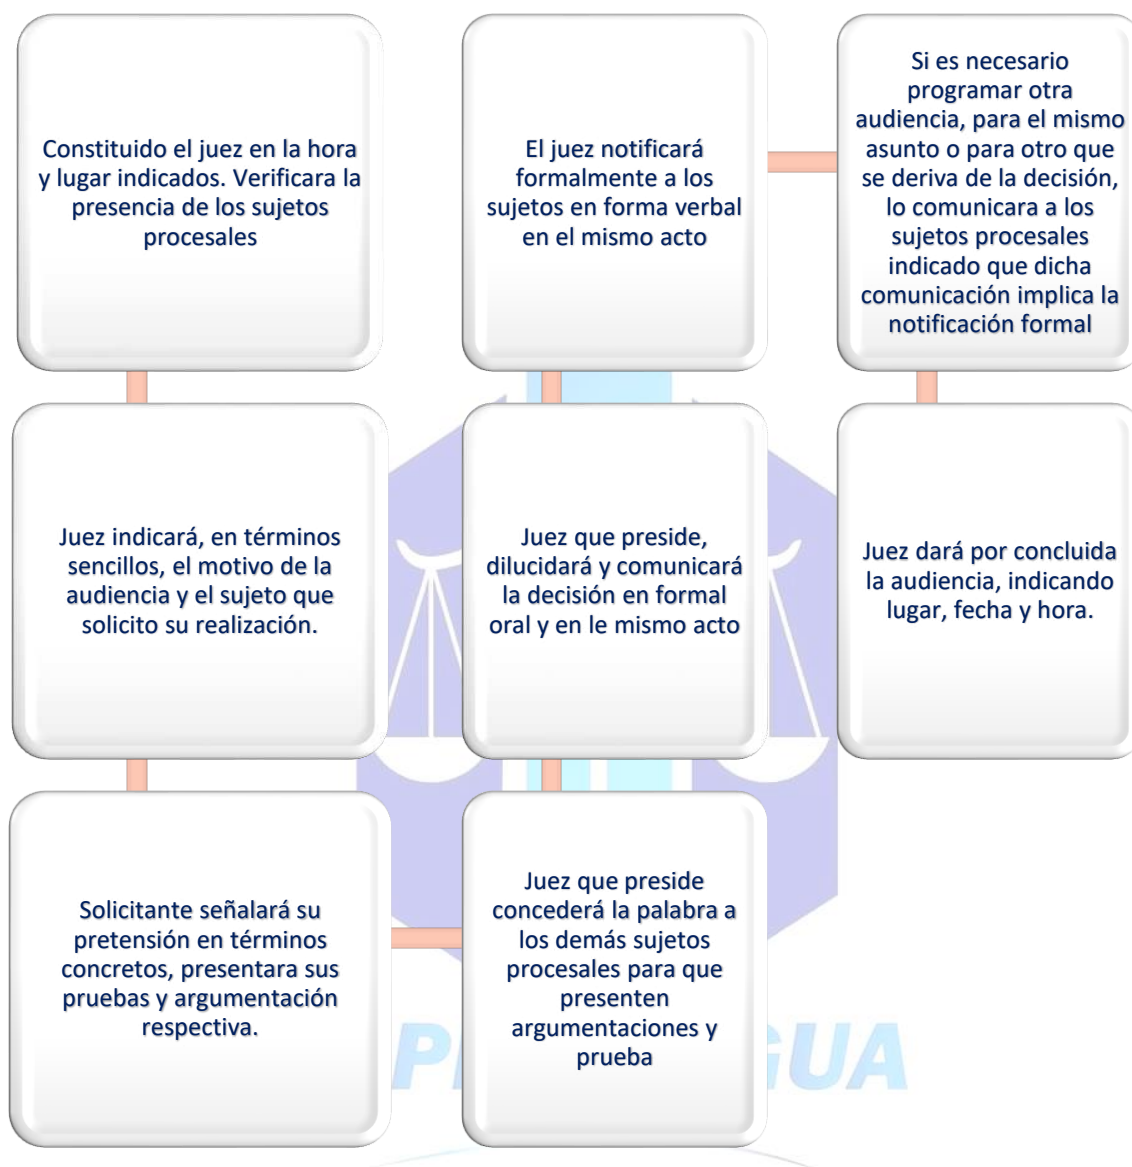 Constituido el juez en la hora
y lugar indicados. Verificara la
presencia de los sujetos
procesales
Juez indicará, en términos
sencillos, el motivo de la
audiencia y el sujeto que
solicito su realización.
Solicitante señalará su
pretensión en términos
concretos, presentara sus
pruebas y argumentación
respectiva.
Juez que preside
concederá la palabra a
los demás sujetos
procesales para que
presenten
argumentaciones y
prueba
Juez que preside,
dilucidará y comunicará
la decisión en formal
oral y en le mismo acto
El juez notificará
formalmente a los
sujetos en forma verbal
en el mismo acto
Si es necesario
programar otra
audiencia, para el mismo
asunto o para otro que
se deriva de la decisión,
lo comunicara a los
sujetos procesales
indicado que dicha
comunicación implica la
notificación formal
Juez dará por concluida
la audiencia, indicando
lugar, fecha y hora.